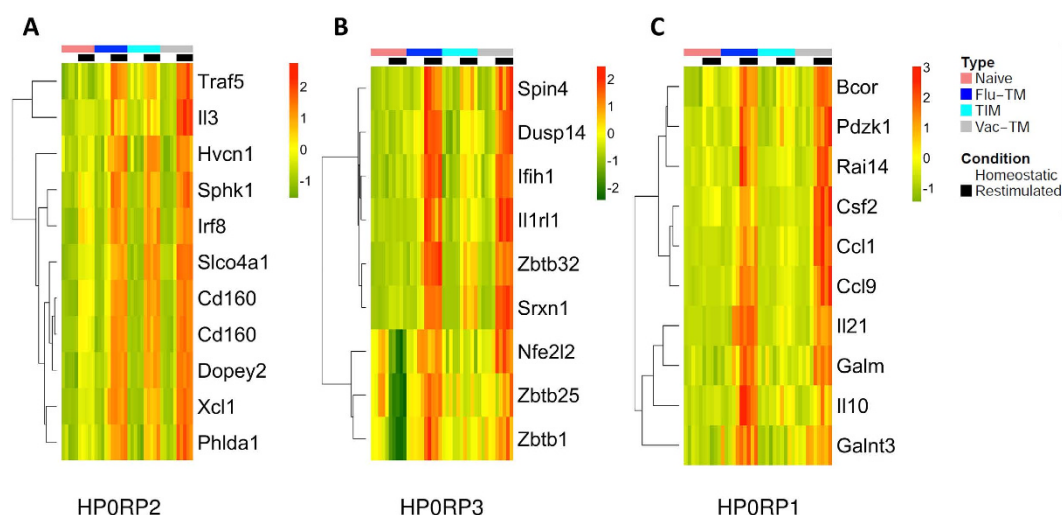 A
Traf5
Il3
Hvcn1
Sphk1
Irf8
Slco4a1
Cd160
Cd160
Dopey2
Xcl1
Phlda1
2
1
0
-1
HP0RP2
B
Spin4
Dusp14
Ifih1
Il1rl1
Zbtb32
Srxn1
Nfe2l2
Zbtb25
Zbtb1
2
1
0
-1
-2
HP0RP3
C
Bcor
Pdzk1
Rai14
Csf2
Ccl1
Ccl9
Il21
Galm
Il10
Galnt3
3
2
1
0
-1
HP0RP1
Type
Naive
Flu-TM
TIM
Vac-TM
Condition
Homeostatic
Restimulated